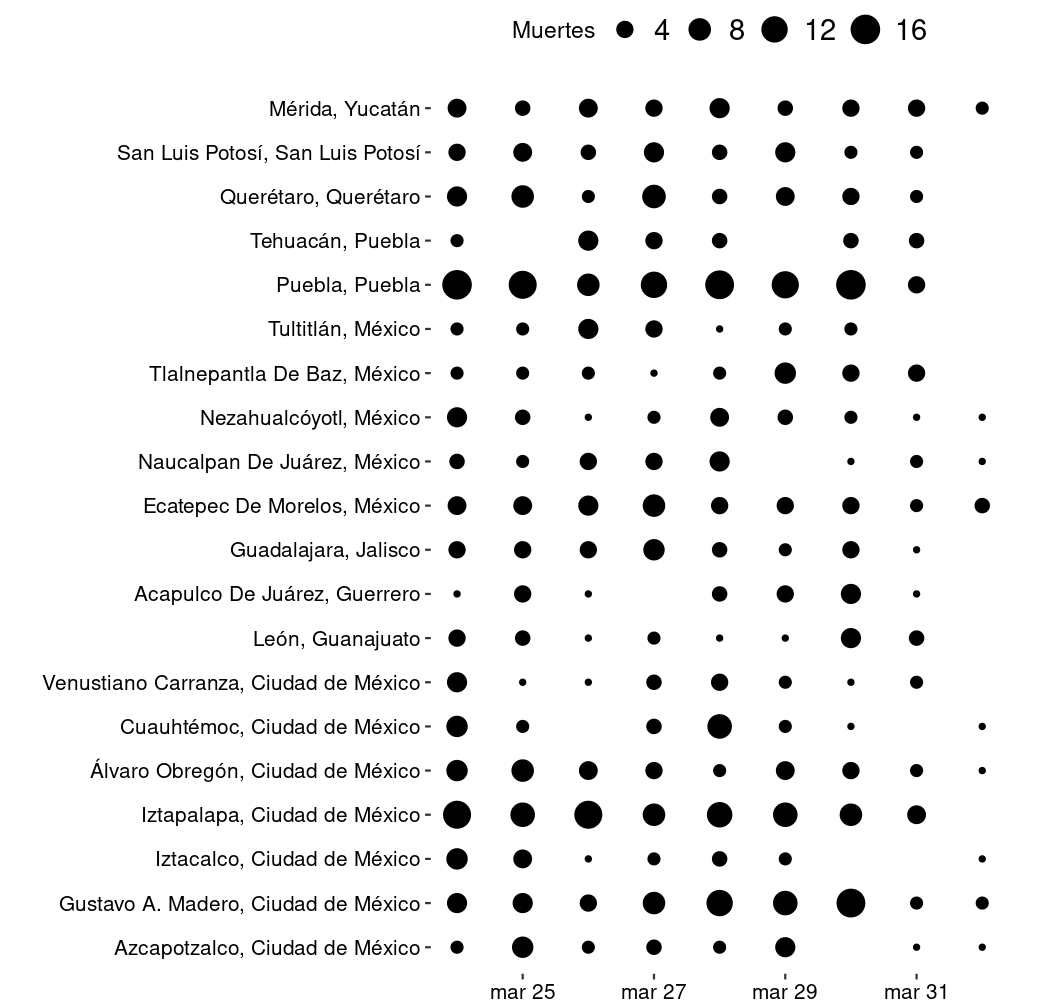 Muertes 4 8 12 16
Mérida, Yucatán
San Luis Potosí, San Luis Potosí
Querétaro, Querétaro
Tehuacán, Puebla
Puebla, Puebla
Tultitlán, México
Tlalnepantla De Baz, México
Nezahualcóyotl, México
Naucalpan De Juárez, México
Ecatepec De Morelos, México
Guadalajara, Jalisco
Acapulco De Juárez, Guerrero
León, Guanajuato
Venustiano Carranza, Ciudad de México
Cuauhtémoc, Ciudad de México
Álvaro Obregón, Ciudad de México
Iztapalapa, Ciudad de México
Iztacalco, Ciudad de México
Gustavo A. Madero, Ciudad de México
Azcapotzalco, Ciudad de México
mar 25 mar 27 mar 29 mar 31